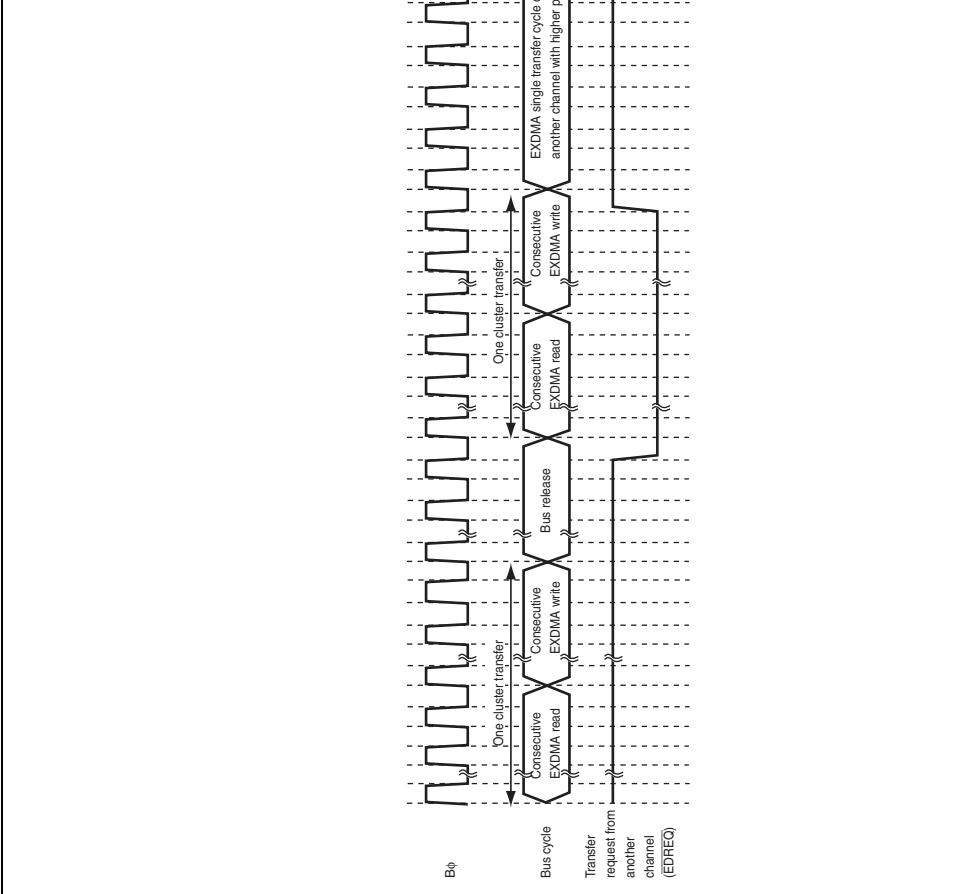 Bφ
Bus cycle
Transfer
request from
another
channel
(EDREQ)
One cluster transfer
One cluster transfer
Consecutive
EXDMA read
Consecutive
EXDMA write
Bus release
Consecutive
EXDMA read
Consecutive
EXDMA write
EXDMA single transfer cycle
another channel with higher